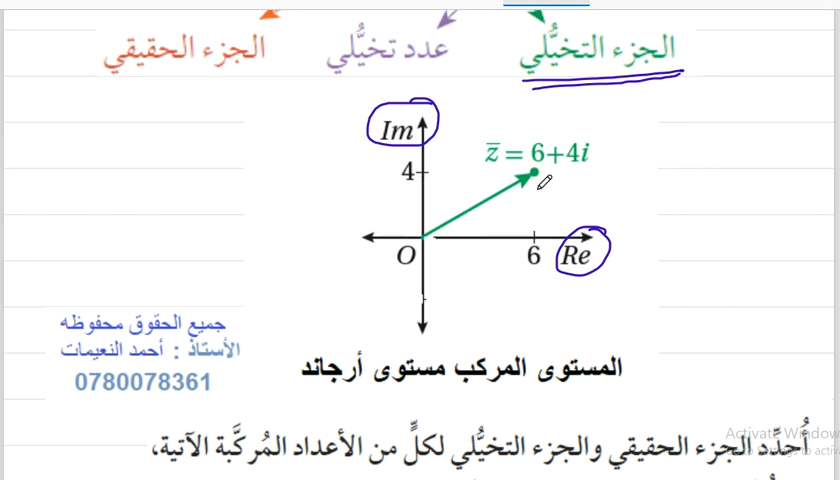 الجزء التخيُّلي عدد تخيُّلي الجزء الحقيقي
Im
z̅ = 6+4i
4
O 6 Re
جميع الحقوق محفوظه
الأستاذ : أحمد النعيمات
0780078361
المستوى المركب مستوى أرجاند
أُحدِّد الجزء الحقيقي والجزء التخيُّلي لكلٍّ من الأعداد المُركَّبة الآتية،
Activate Window